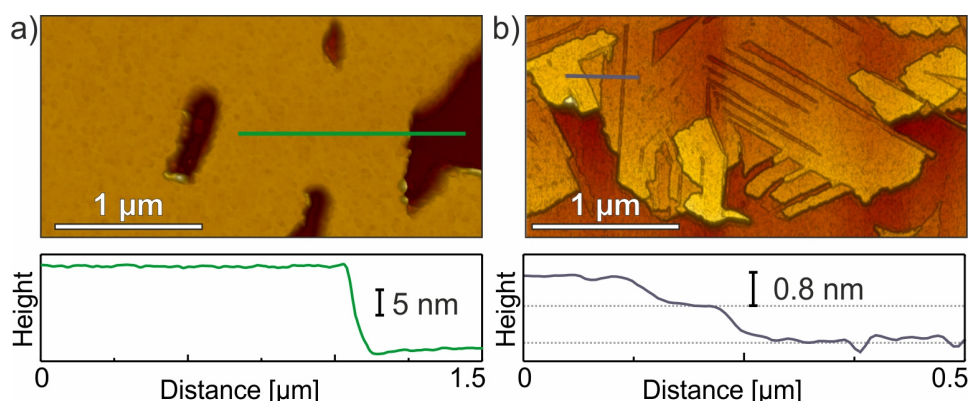 a)
1 μm
Height
5 nm
0
1.5
Distance [μm]
b)
1 μm
Height
0.8 nm
0
0.5
Distance [μm]